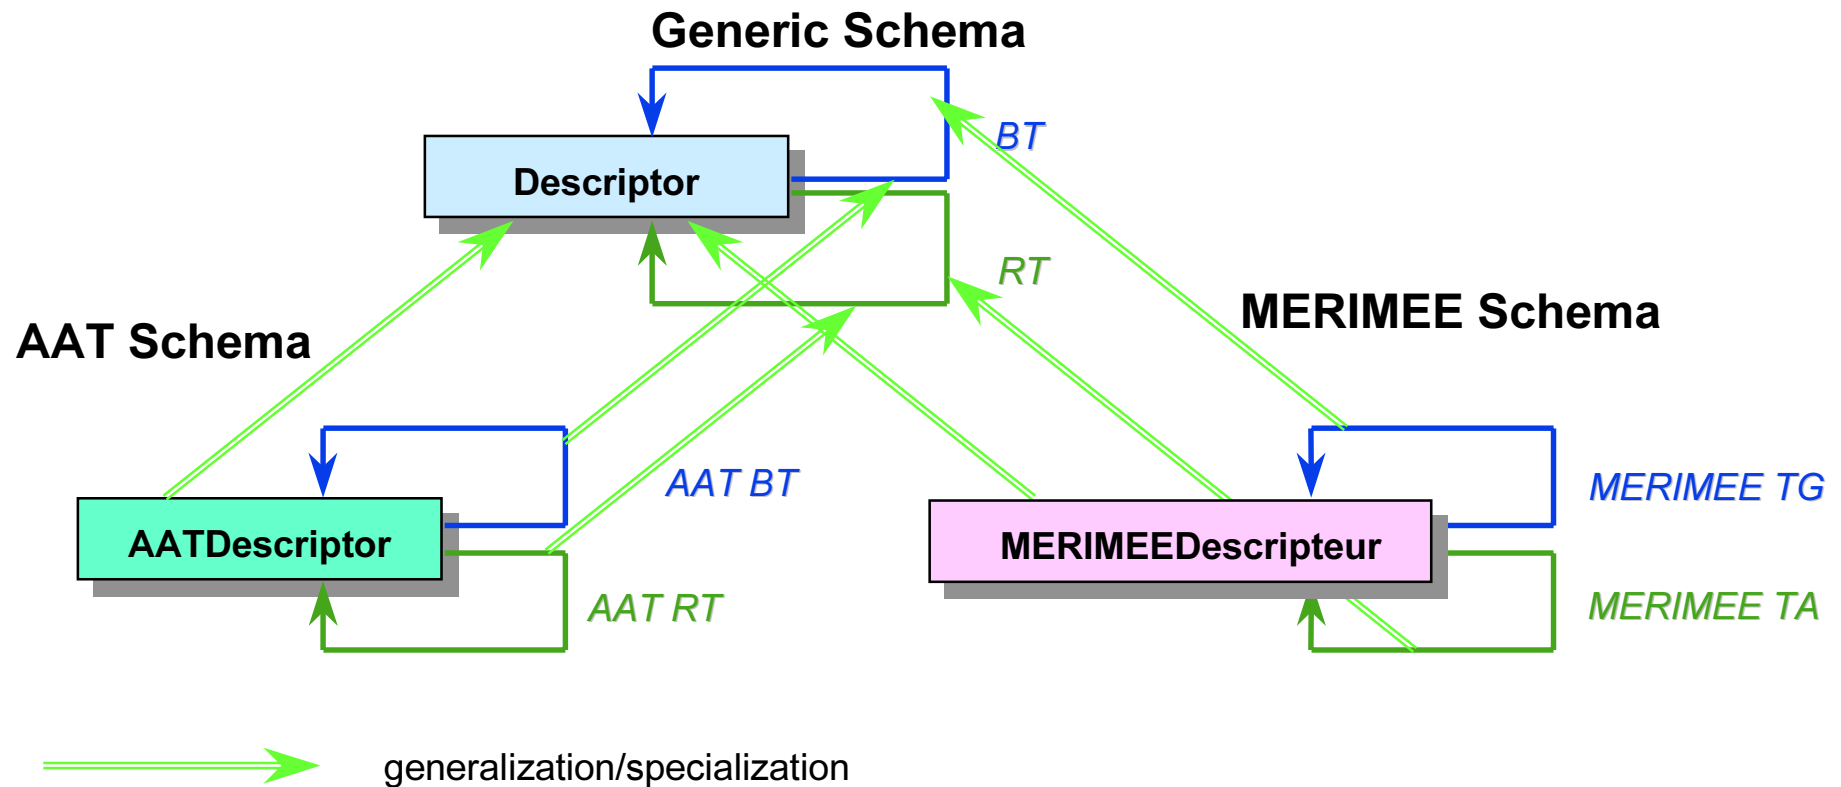 Generic Schema
BT
Descriptor
RT
AAT Schema
MERIMEE Schema
AAT BT
MERIMEE TG
AATDescriptor
MERIMEEDescripteur
AAT RT
MERIMEE TA
generalization/specialization